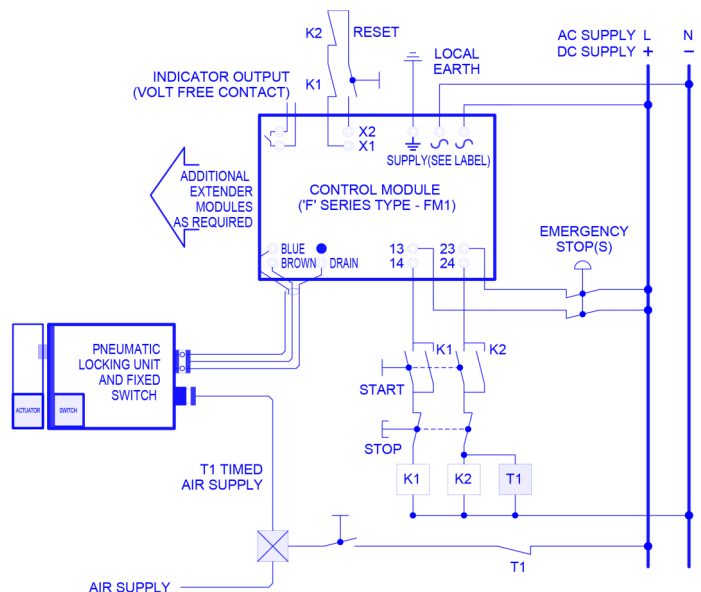 K2 RESET
AC SUPPLY L N
DC SUPPLY + −
LOCAL
EARTH
INDICATOR OUTPUT
(VOLT FREE CONTACT)
K1
X2
X1
SUPPLY(SEE LABEL)
ADDITIONAL
EXTENDER
MODULES
AS REQUIRED
CONTROL MODULE
('F' SERIES TYPE - FM1)
EMERGENCY
STOP(S)
BLUE
BROWN DRAIN
13 23
14 24
PNEUMATIC
LOCKING UNIT
AND FIXED
SWITCH
ACTUATOR SWITCH
K1 K2
START
STOP
K1 K2 T1
T1 TIMED
AIR SUPPLY
T1
AIR SUPPLY